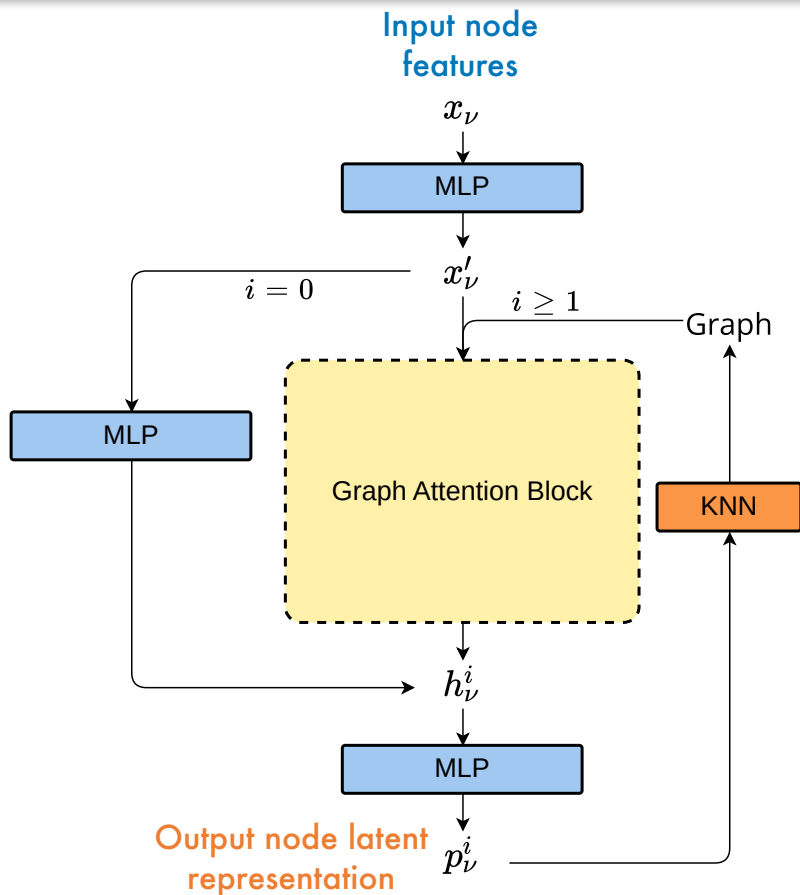 Input node
features
x_ν
MLP
x′_ν
i = 0
i ≥ 1
Graph
MLP
Graph Attention Block
KNN
h^i_ν
MLP
Output node latent
representation
p^i_ν